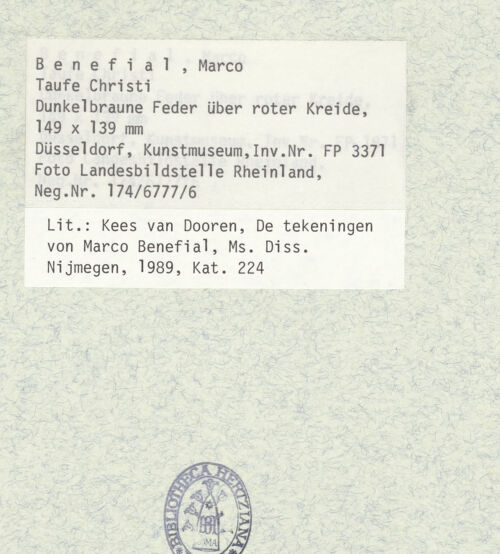 B e n e f i a l , Marco
Taufe Christi
Dunkelbraune Feder über roter Kreide,
149 x 139 mm
Düsseldorf, Kunstmuseum,Inv.Nr. FP 3371
Foto Landesbildstelle Rheinland,
Neg.Nr. 174/6777/6
Lit.: Kees van Dooren, De tekeningen
von Marco Benefial, Ms. Diss.
Nijmegen, 1989, Kat. 224
BIBLIOTHECA HERTZIANA